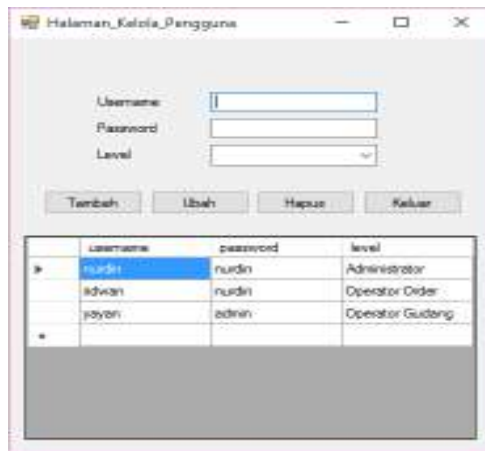 Halaman_Kelola_Pengguna
Username
Password
Level
Tambah Ubah Hapus Keluar
username password level
nurdin nurdin Administrator
ridwan nurdin Operator Order
yayan admin Operator Gudang